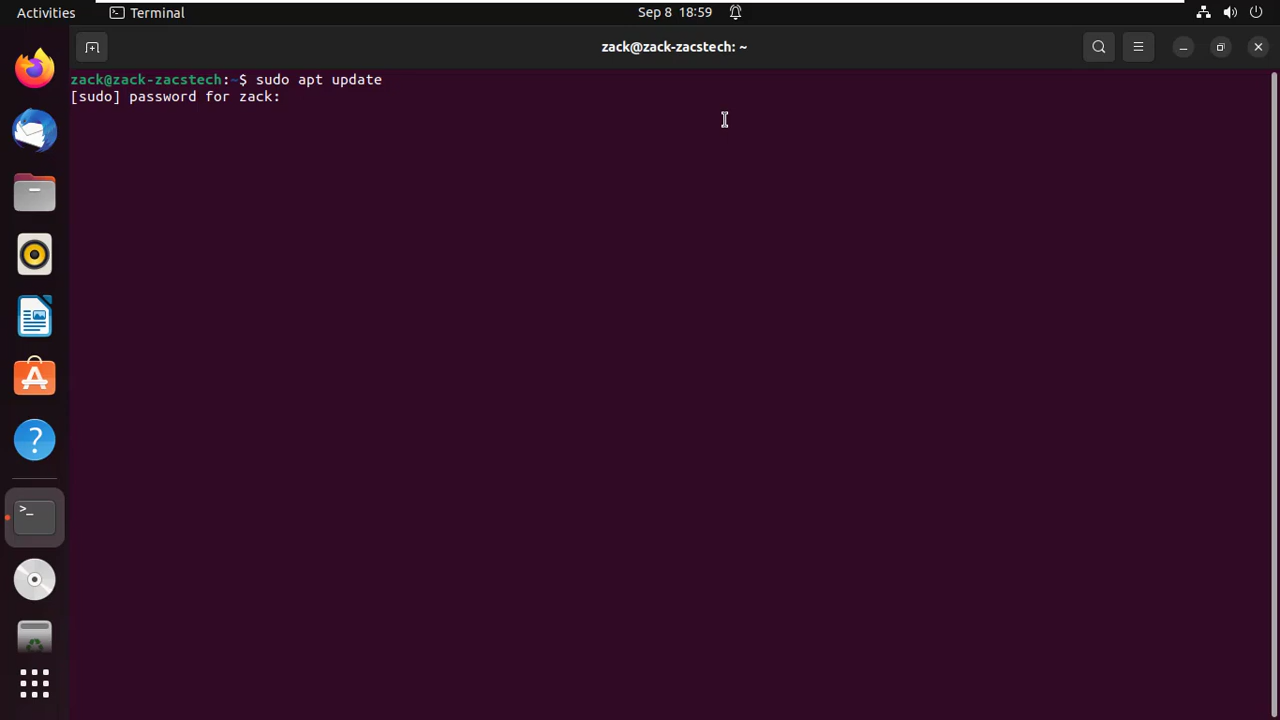 Activities Terminal Sep 8 18:59
zack@zack-zacstech: ~
zack@zack-zacstech:~$ sudo apt update
[sudo] password for zack: